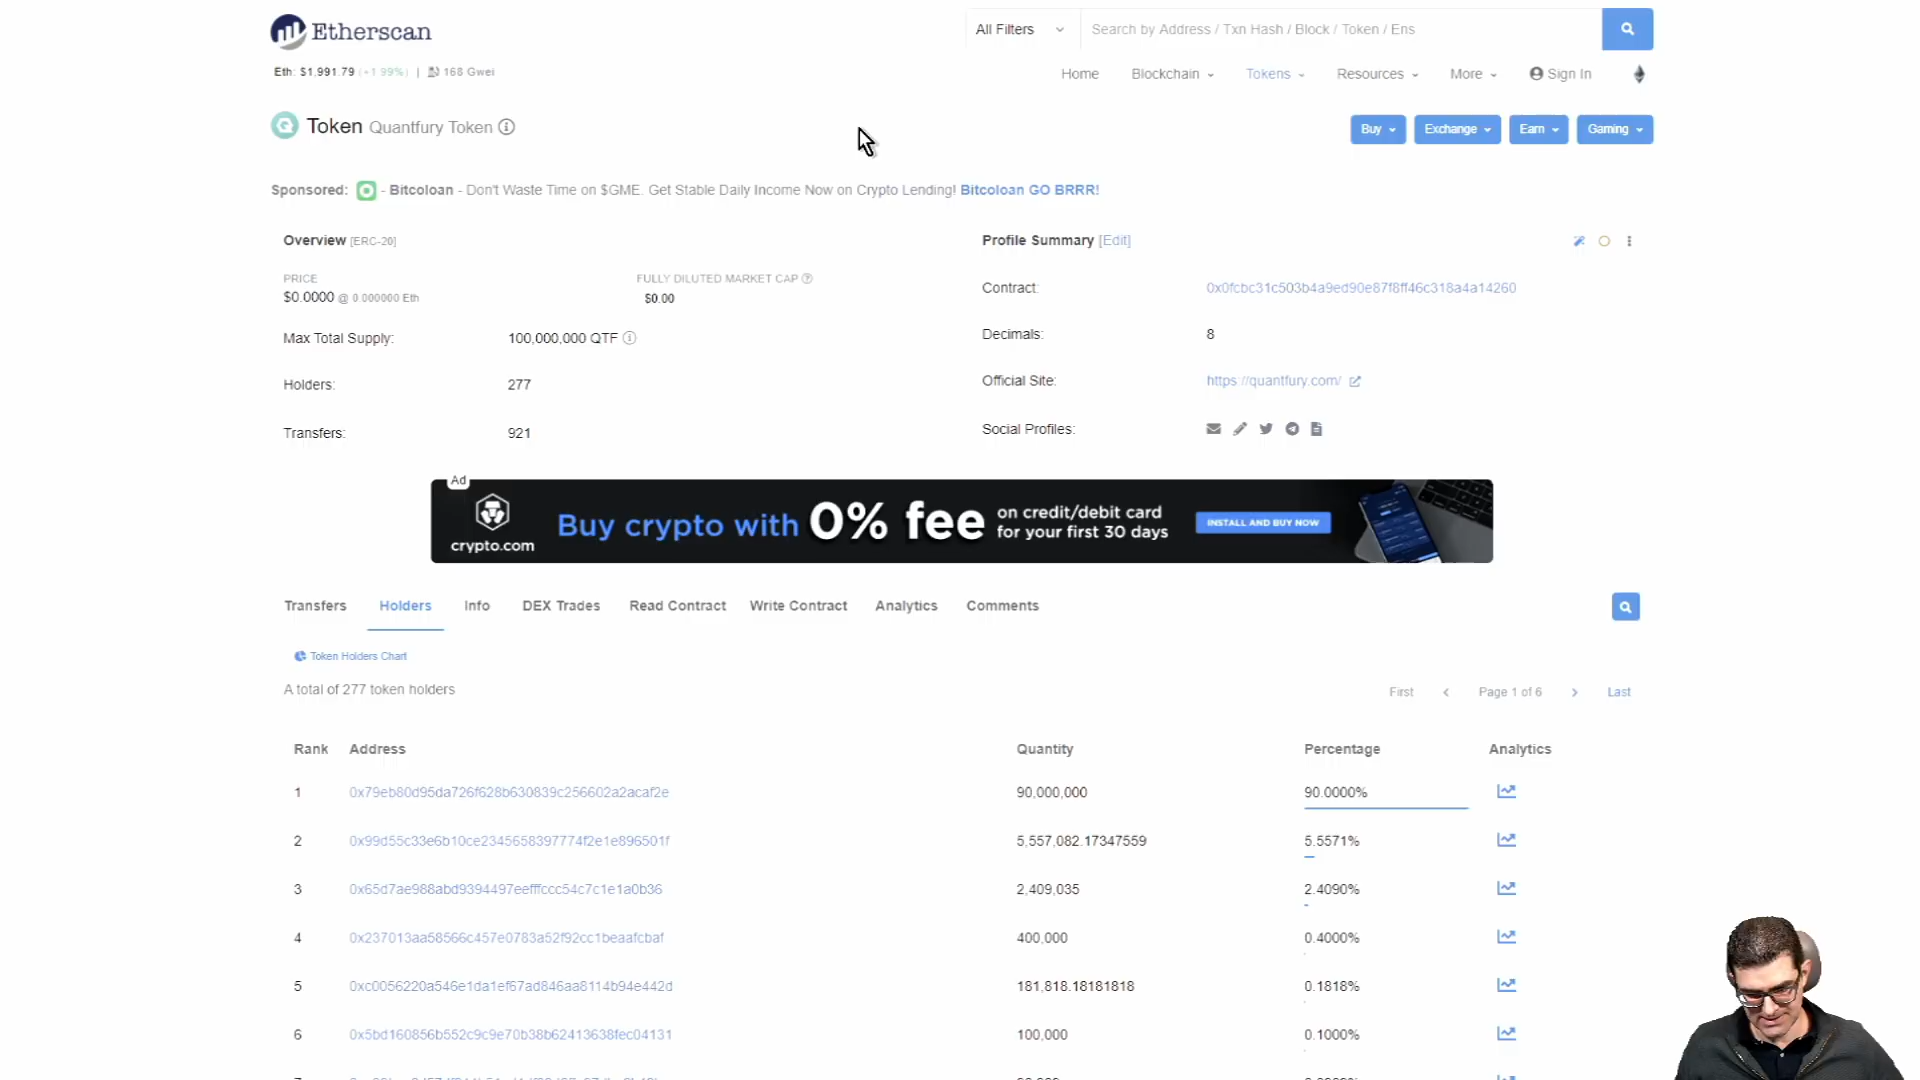 Etherscan
All Filters
Search by Address / Txn Hash / Block / Token / Ens
Eth: $1,991.79 (+1.99%) | 168 Gwei
Home Blockchain Tokens Resources More Sign In
Token Quantfury Token
Buy Exchange Earn Gaming
Sponsored: - Bitcoloan - Don't Waste Time on $GME. Get Stable Daily Income Now on Crypto Lending! Bitcoloan GO BRRR!
Overview [ERC-20]
PRICE
$0.0000 @ 0.000000 Eth
FULLY DILUTED MARKET CAP
$0.00
Max Total Supply: 100,000,000 QTF
Holders: 277
Transfers: 921
Profile Summary [Edit]
Contract: 0x0fcbc31c503b4a9ed90e87f8ff46c318a4a14260
Decimals: 8
Official Site: https://quantfury.com/
Social Profiles:
Ad
crypto.com
Buy crypto with 0% fee
on credit/debit card
for your first 30 days
INSTALL AND BUY NOW
Transfers Holders Info DEX Trades Read Contract Write Contract Analytics Comments
Token Holders Chart
A total of 277 token holders
First Page 1 of 6 Last
Rank Address Quantity Percentage Analytics
1 0x79eb80d95da726f628b630839c256602a2acaf2e 90,000,000 90.0000%
2 0x99d55c33e6b10ce2345658397774f2e1e896501f 5,557,082.17347559 5.5571%
3 0x65d7ae988abd9394497eefffccc54c7c1e1a0b36 2,409,035 2.4090%
4 0x237013aa58566c457e0783a52f92cc1beaafcbaf 400,000 0.4000%
5 0xc0056220a546e1da1ef67ad846aa8114b94e442d 181,818.18181818 0.1818%
6 0x5bd160856b552c9c9e70b38b62413638fec04131 100,000 0.1000%